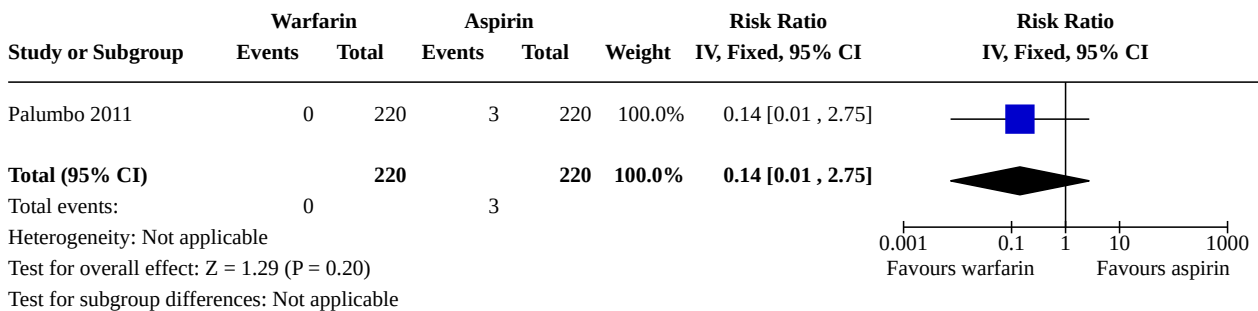 Warfarin Aspirin Risk Ratio Risk Ratio
Study or Subgroup Events Total Events Total Weight IV, Fixed, 95% CI IV, Fixed, 95% CI
Palumbo 2011 0 220 3 220 100.0% 0.14 [0.01 , 2.75]
Total (95% CI) 220 220 100.0% 0.14 [0.01 , 2.75]
Total events: 0 3
Heterogeneity: Not applicable
0.001 0.1 1 10 1000
Test for overall effect: Z = 1.29 (P = 0.20) Favours warfarin Favours aspirin
Test for subgroup differences: Not applicable